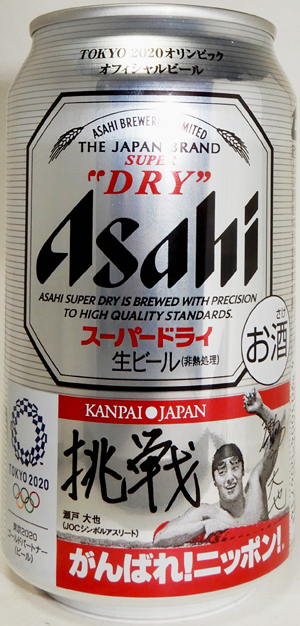 TOKYO 2020オリンピック
オフィシャルビール
ASAHI BREWERIES LIMITED
THE JAPAN BRAND
SUPER
"DRY"
Asahi
ASAHI SUPER DRY IS BREWED WITH PRECISION
TO HIGH QUALITY STANDARDS.
スーパードライ
生ビール(非熱処理)
さけ
お酒
KANPAI●JAPAN
挑戦
瀬戸 大也
(JOCシンボルアスリート)
TOKYO 2020
東京2020
ゴールドパートナー
(ビール)
がんばれ!ニッポン!